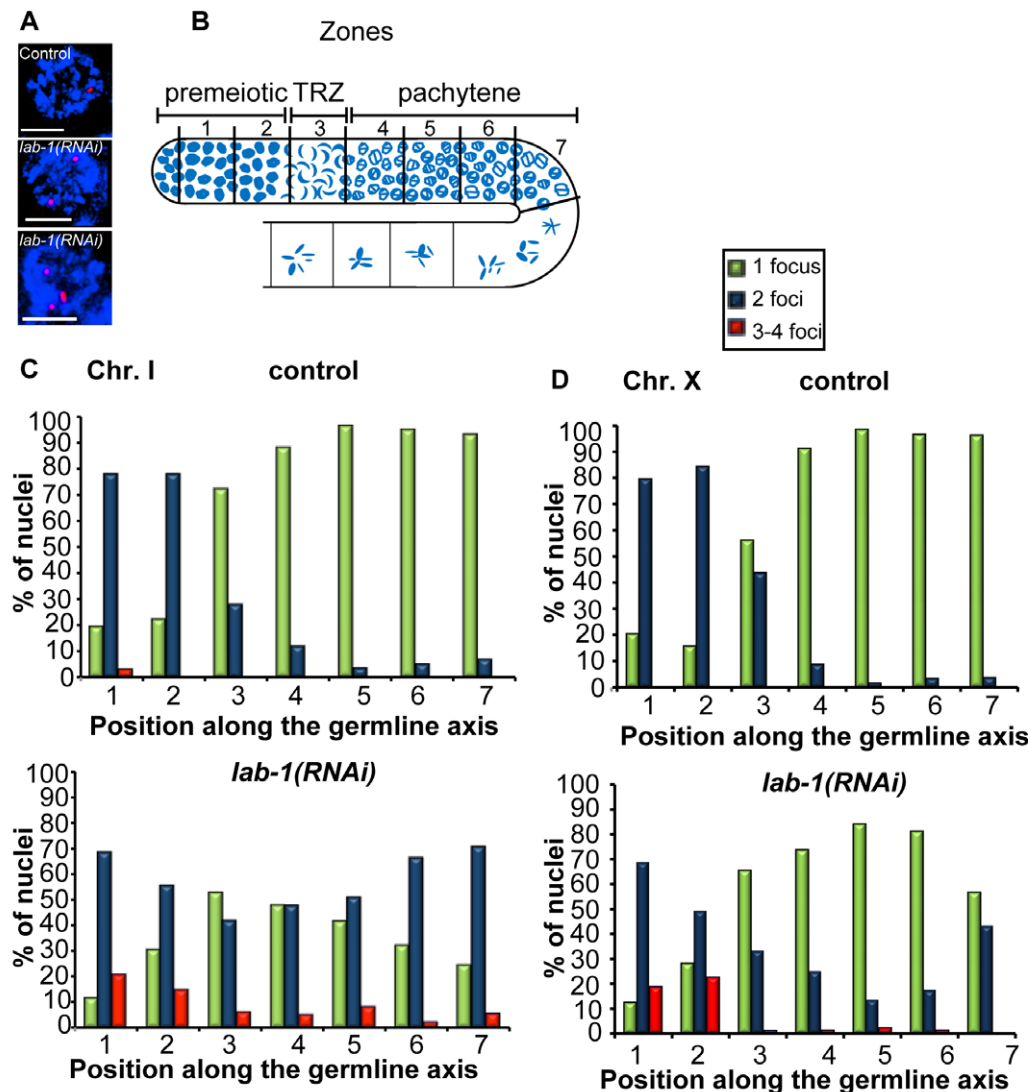 A
B
Control
lab-1(RNAi)
lab-1(RNAi)
Zones
premeiotic TRZ pachytene
1 2 3 4 5 6 7
1 focus
2 foci
3-4 foci
C Chr. I control
% of nuclei
100
90
80
70
60
50
40
30
20
10
0
1 2 3 4 5 6 7
Position along the germline axis
D Chr. X control
% of nuclei
100
90
80
70
60
50
40
30
20
10
0
1 2 3 4 5 6 7
Position along the germline axis
lab-1(RNAi)
% of nuclei
100
90
80
70
60
50
40
30
20
10
0
1 2 3 4 5 6 7
Position along the germline axis
lab-1(RNAi)
% of nuclei
100
90
80
70
60
50
40
30
20
10
0
1 2 3 4 5 6 7
Position along the germline axis